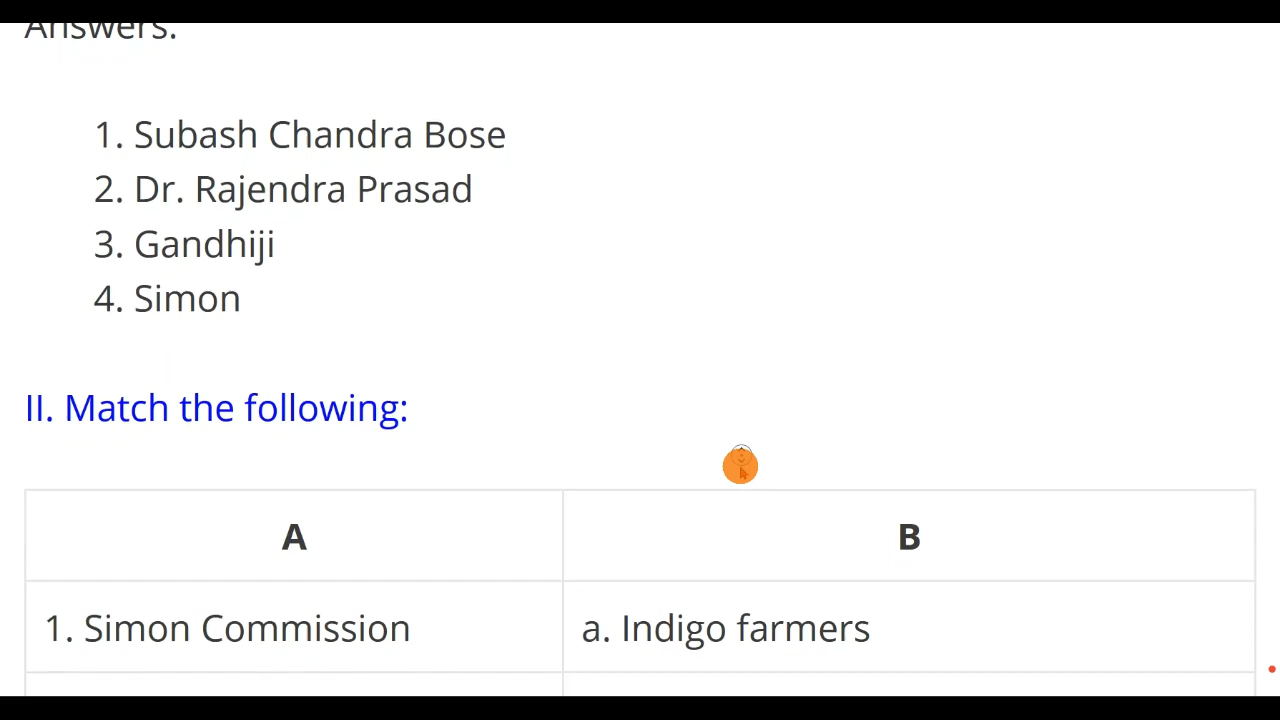 Answers:
1. Subash Chandra Bose
2. Dr. Rajendra Prasad
3. Gandhiji
4. Simon
II. Match the following:
A B
1. Simon Commission a. Indigo farmers